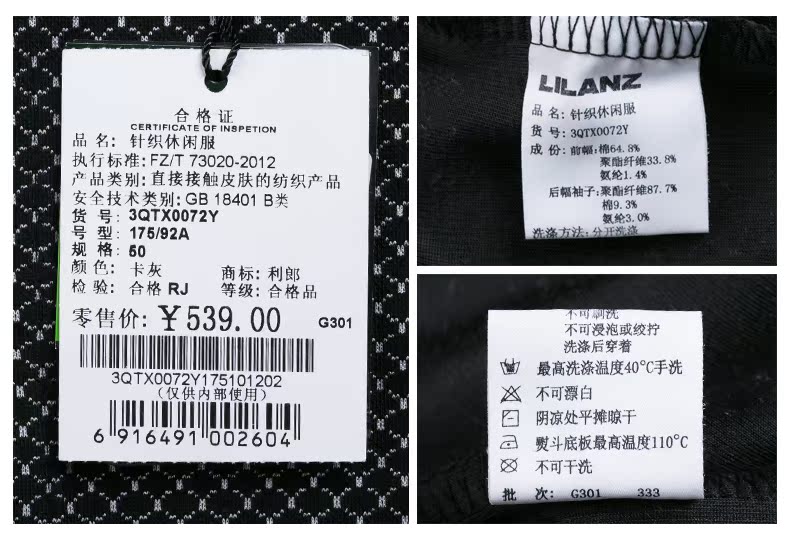 合格证
CERTIFICATE OF INSPETION
品 名: 针织休闲服
执行标准: FZ/T 73020-2012
产品类别: 直接接触皮肤的纺织产品
安全技术类别: GB 18401 B类
货 号: 3QTX0072Y
号 型: 175/92A
规 格: 50
颜 色: 卡灰 商标: 利郎
检 验: 合格 RJ 等级: 合格品
零售价: ¥539.00 G301
3QTX0072Y175101202
(仅供内部使用)
6 916491 002604
LILANZ
品 名: 针织休闲服
货 号: 3QTX0072Y
成 份: 前幅: 棉64.8%
聚酯纤维33.8%
氨纶1.4%
后幅袖子: 聚酯纤维87.7%
棉9.3%
氨纶3.0%
洗涤方法: 分开洗涤
不可刷洗
不可浸泡或绞拧
洗涤后穿着
最高洗涤温度40°C手洗
不可漂白
阴凉处平摊晾干
熨斗底板最高温度110°C
不可干洗
批 次: G301 333